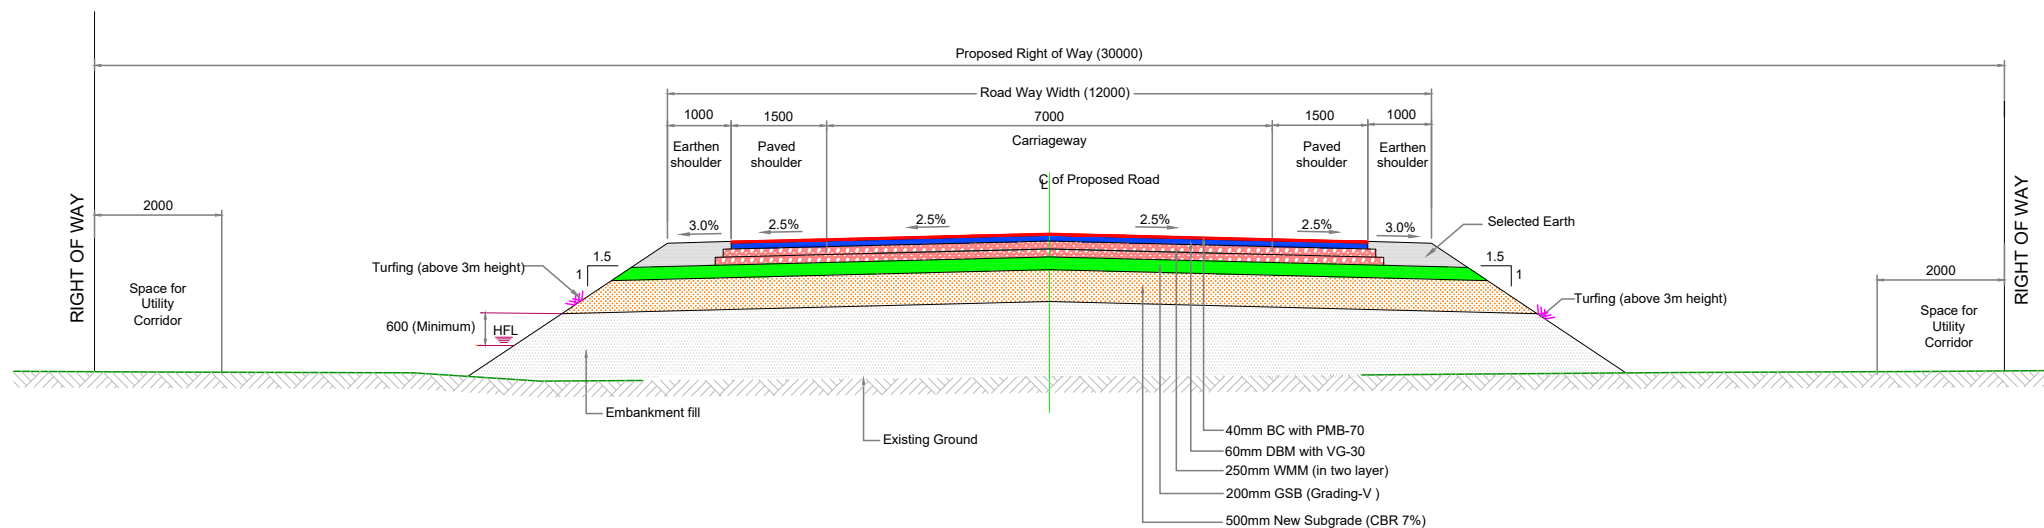 Proposed Right of Way (30000)
Road Way Width (12000)
1000
1500
7000
1500
1000
Earthen
shoulder
Paved
shoulder
Carriageway
Paved
shoulder
Earthen
shoulder
℄ of Proposed Road
RIGHT OF WAY
2000
3.0%
2.5%
2.5%
2.5%
2.5%
3.0%
Selected Earth
RIGHT OF WAY
Turfing (above 3m height)
1.5
1
1.5
1
2000
Space for
Utility
Corridor
Turfing (above 3m height)
600 (Minimum)
HFL
Space for
Utility
Corridor
Embankment fill
Existing Ground
40mm BC with PMB-70
60mm DBM with VG-30
250mm WMM (in two layer)
200mm GSB (Grading-V )
500mm New Subgrade (CBR 7%)